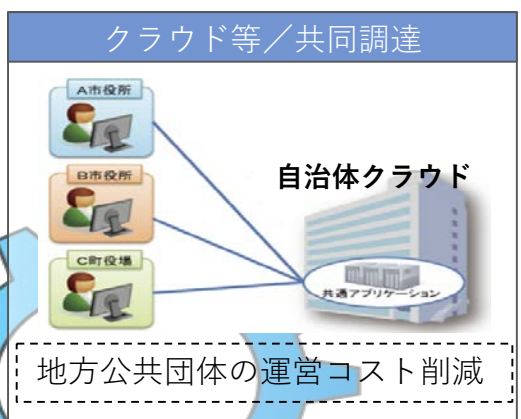 クラウド等／共同調達
A市役所
B市役所
自治体クラウド
C町役場
共通アプリケーション
地方公共団体の運営コスト削減